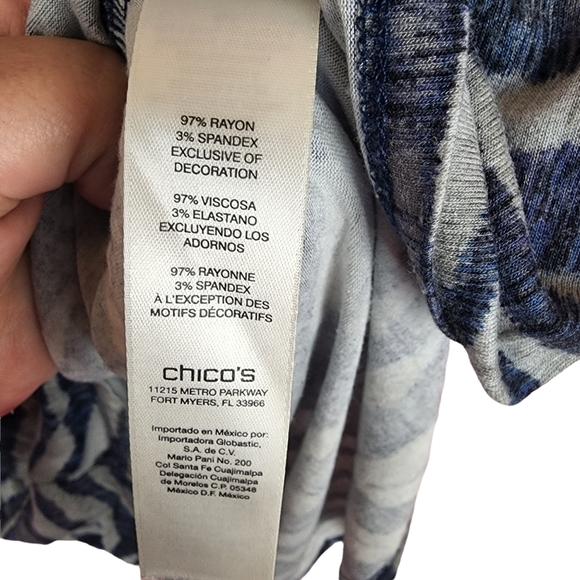 97% RAYON
3% SPANDEX
EXCLUSIVE OF
DECORATION
97% VISCOSA
3% ELASTANO
EXCLUYENDO LOS
ADORNOS
97% RAYONNE
3% SPANDEX
À L'EXCEPTION DES
MOTIFS DÉCORATIFS
chico's
11215 METRO PARKWAY
FORT MYERS, FL 33966
Importado en México por:
Importadora Globastic,
S.A. de C.V.
Mario Pani No. 200
Col Santa Fe Cuajimalpa
Delegación Cuajimalpa
de Morelos C.P. 05348
México D.F. México